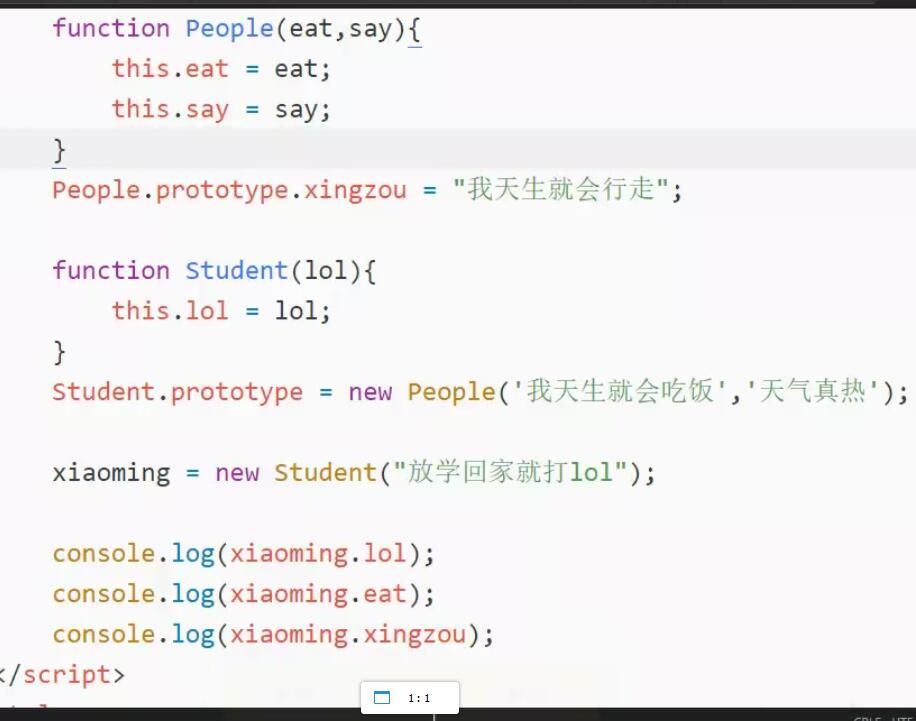 function People(eat,say){
this.eat = eat;
this.say = say;
}
People.prototype.xingzou = "我天生就会行走";
function Student(lol){
this.lol = lol;
}
Student.prototype = new People('我天生就会吃饭','天气真热');
xiaoming = new Student("放学回家就打lol");
console.log(xiaoming.lol);
console.log(xiaoming.eat);
console.log(xiaoming.xingzou);
</script>
1:1